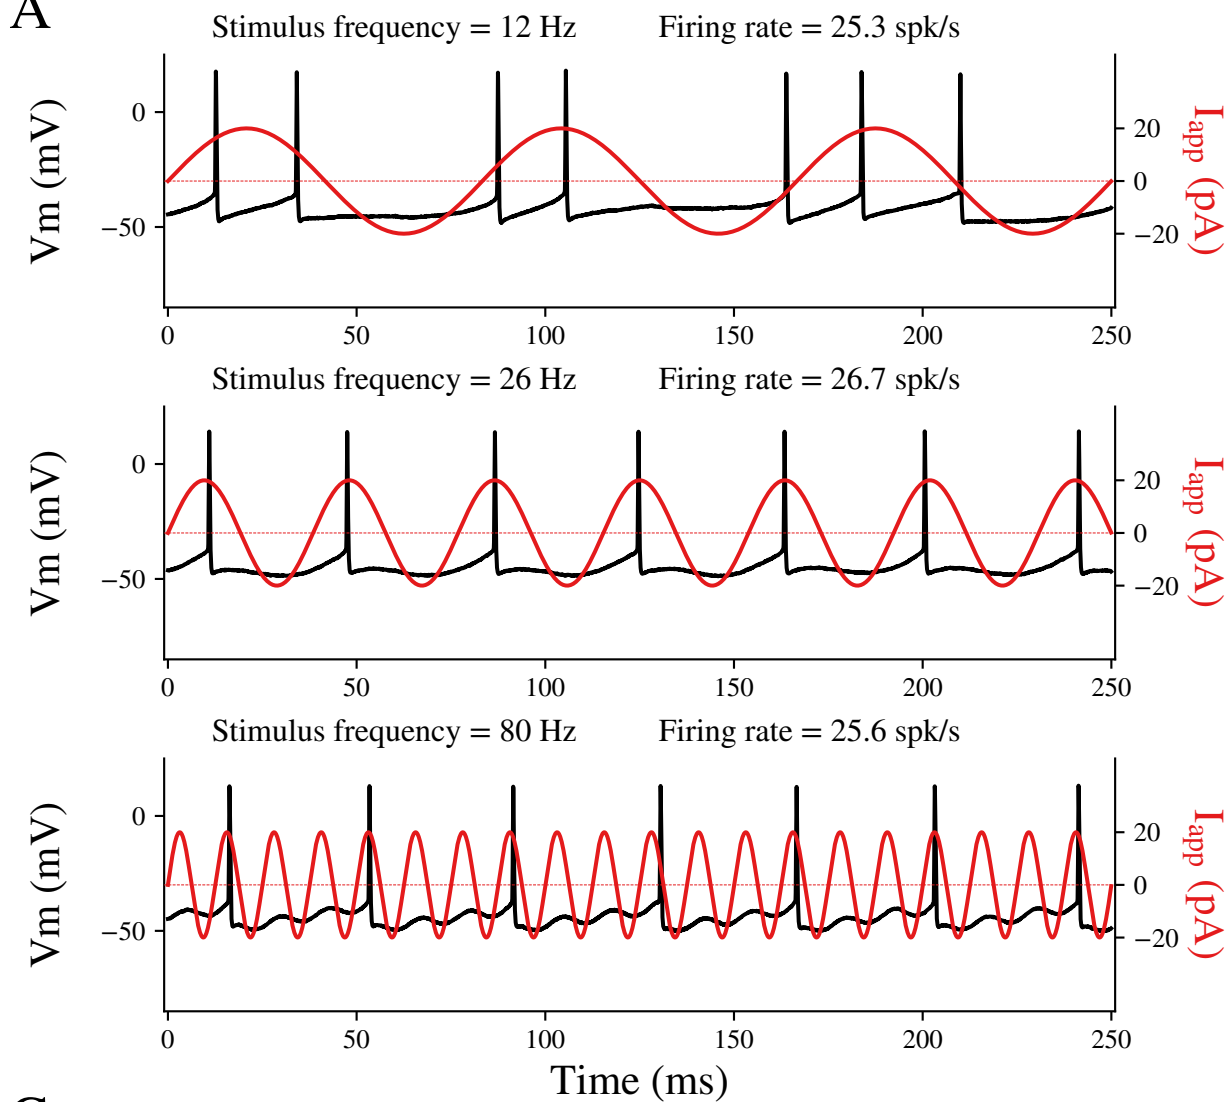 A
Stimulus frequency = 12 Hz Firing rate = 25.3 spk/s
Vm (mV)
0
−50
20
0
−20
I_app (pA)
0 50 100 150 200 250
Stimulus frequency = 26 Hz Firing rate = 26.7 spk/s
Vm (mV)
0
−50
20
0
−20
I_app (pA)
0 50 100 150 200 250
Stimulus frequency = 80 Hz Firing rate = 25.6 spk/s
Vm (mV)
0
−50
20
0
−20
I_app (pA)
0 50 100 150 200 250
Time (ms)